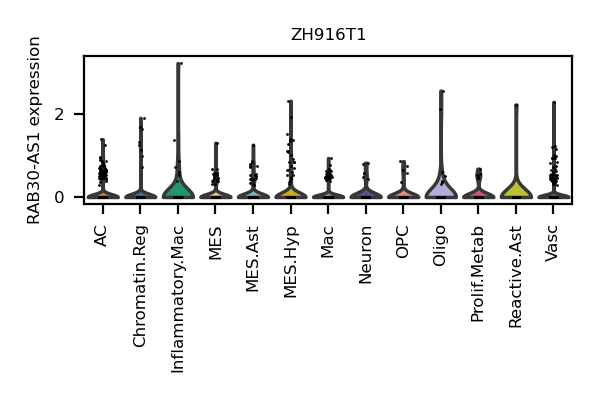 ZH916T1
RAB30-AS1 expression
2
0
AC
Chromatin.Reg
Inflammatory.Mac
MES
MES.Ast
MES.Hyp
Mac
Neuron
OPC
Oligo
Prolif.Metab
Reactive.Ast
Vasc